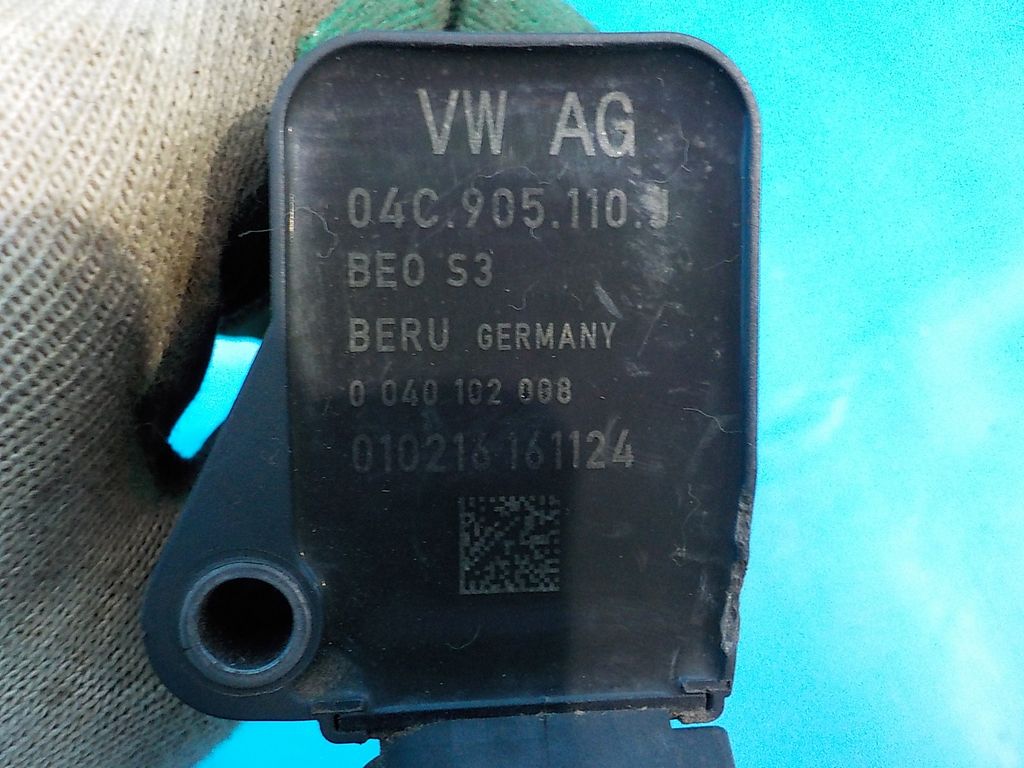 VW AG
04C.905.110.J
BEO S3
BERU GERMANY
0 040 102 008
010216 161124